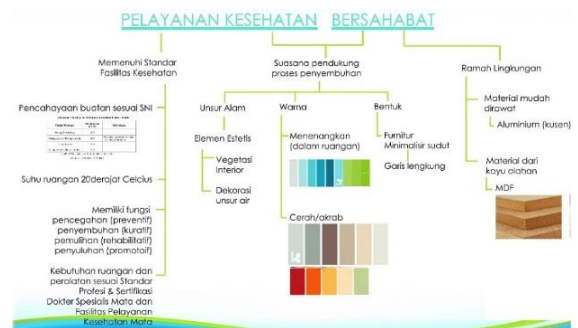 PELAYANAN KESEHATAN BERSAHABAT
Memenuhi Standar
Fasilitas Kesehatan
Pencahayaan buatan sesuai SNI
Suhu ruangan 20derajat Celcius
Memiliki fungsi
pencegahan (preventif)
penyembuhan (kuratif)
pemulihan (rehabilitatif)
penyuluhan (promotoif)
Kebutuhan ruangan dan
peralatan sesuai Standar
Profesi & Sertifikasi
Dokter Spesialis Mata dan
Fasilitas Pelayanan
Kesehatan Mata
Suasana pendukung
proses penyembuhan
Unsur Alam
Elemen Estetis
Vegetasi
Interior
Dekorasi
unsur air
Warna
Menenangkan
(dalam ruangan)
Cerah/akrab
Bentuk
Furnitur
Minimalisir sudut
Garis lengkung
Ramah Lingkungan
Material mudah
dirawat
Aluminium (kusen)
Material dari
kayu olahan
MDF